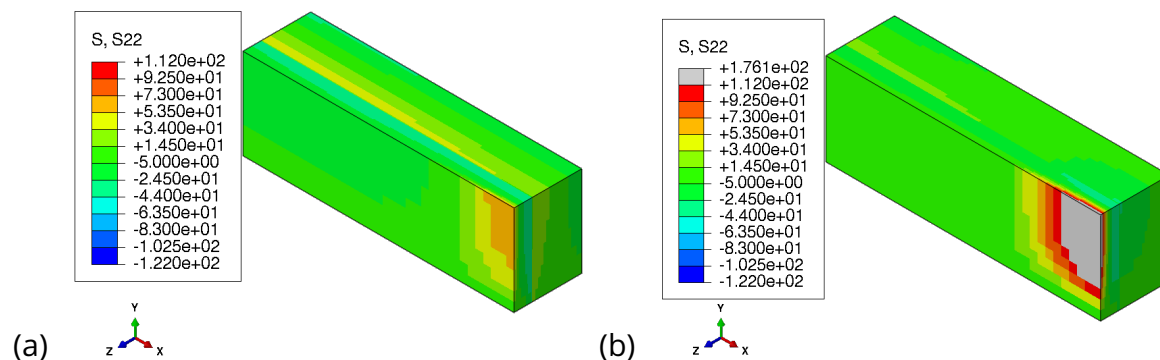 S, S22
+1.120e+02
+9.250e+01
+7.300e+01
+5.350e+01
+3.400e+01
+1.450e+01
-5.000e+00
-2.450e+01
-4.400e+01
-6.350e+01
-8.300e+01
-1.025e+02
-1.220e+02
Y
Z
X
(a)
S, S22
+1.761e+02
+1.120e+02
+9.250e+01
+7.300e+01
+5.350e+01
+3.400e+01
+1.450e+01
-5.000e+00
-2.450e+01
-4.400e+01
-6.350e+01
-8.300e+01
-1.025e+02
-1.220e+02
Y
Z
X
(b)